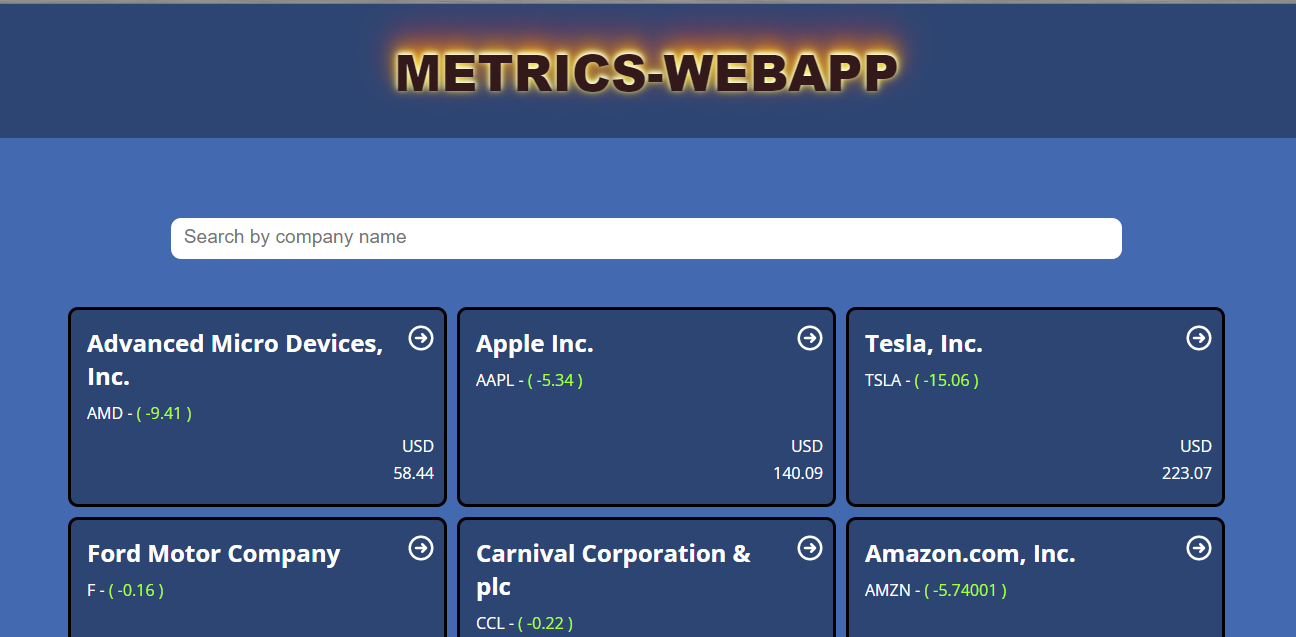 METRICS-WEBAPP
Search by company name
Advanced Micro Devices,
Inc.
AMD - ( -9.41 )
USD
58.44
Apple Inc.
AAPL - ( -5.34 )
USD
140.09
Tesla, Inc.
TSLA - ( -15.06 )
USD
223.07
Ford Motor Company
F - ( -0.16 )
Carnival Corporation &
plc
CCL - ( -0.22 )
Amazon.com, Inc.
AMZN - ( -5.74001 )